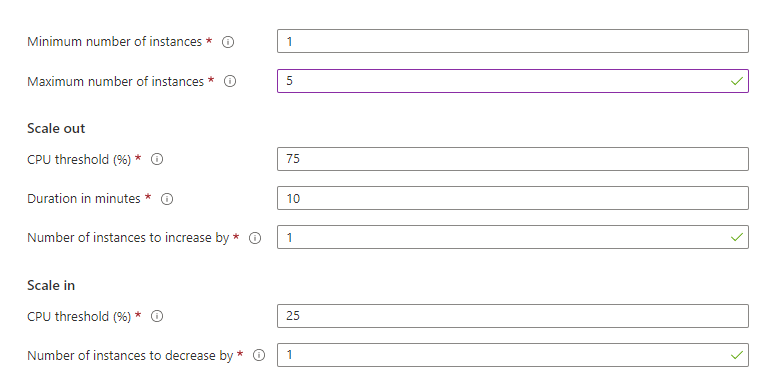 Minimum number of instances * 1
Maximum number of instances * 5
Scale out
CPU threshold (%) * 75
Duration in minutes * 10
Number of instances to increase by * 1
Scale in
CPU threshold (%) * 25
Number of instances to decrease by * 1